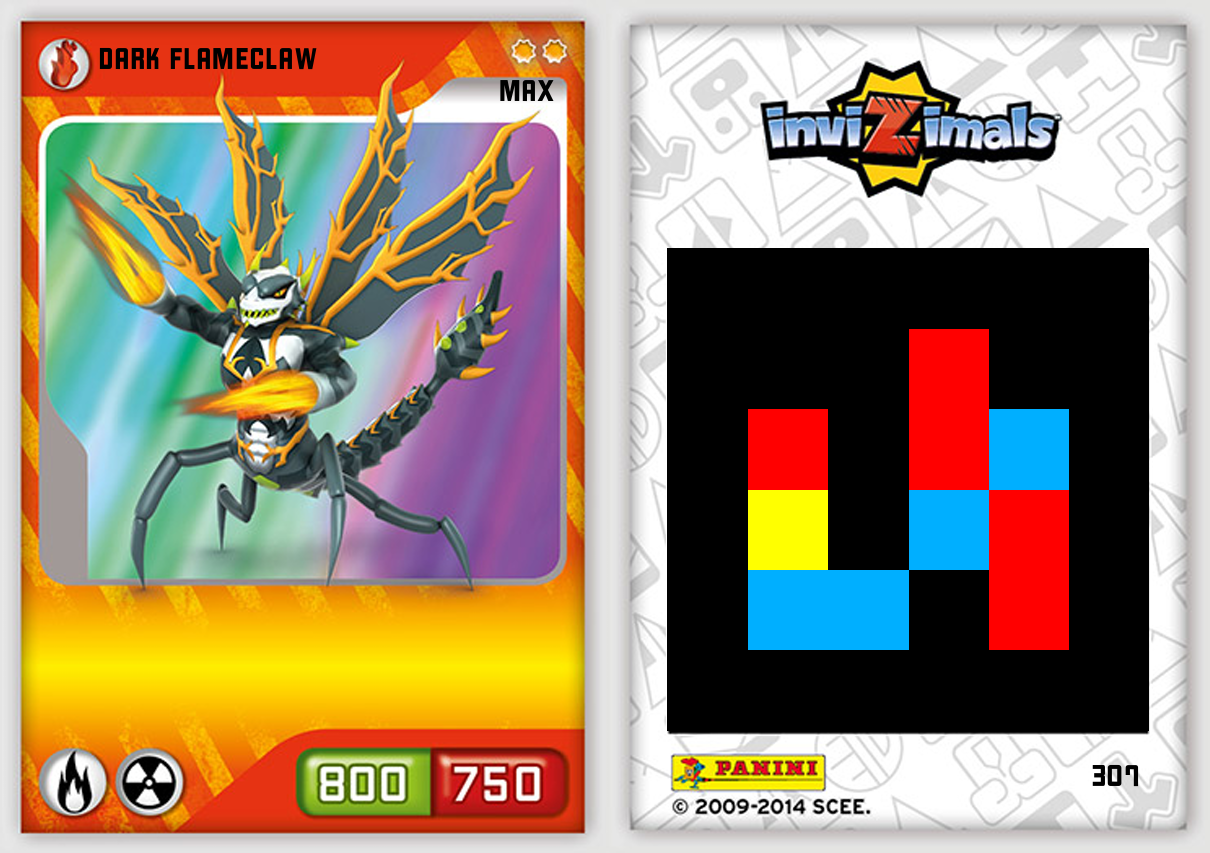 DARK FLAMECLAW
MAX
800 750
inviZimals
PANINI
© 2009-2014 SCEE.
307